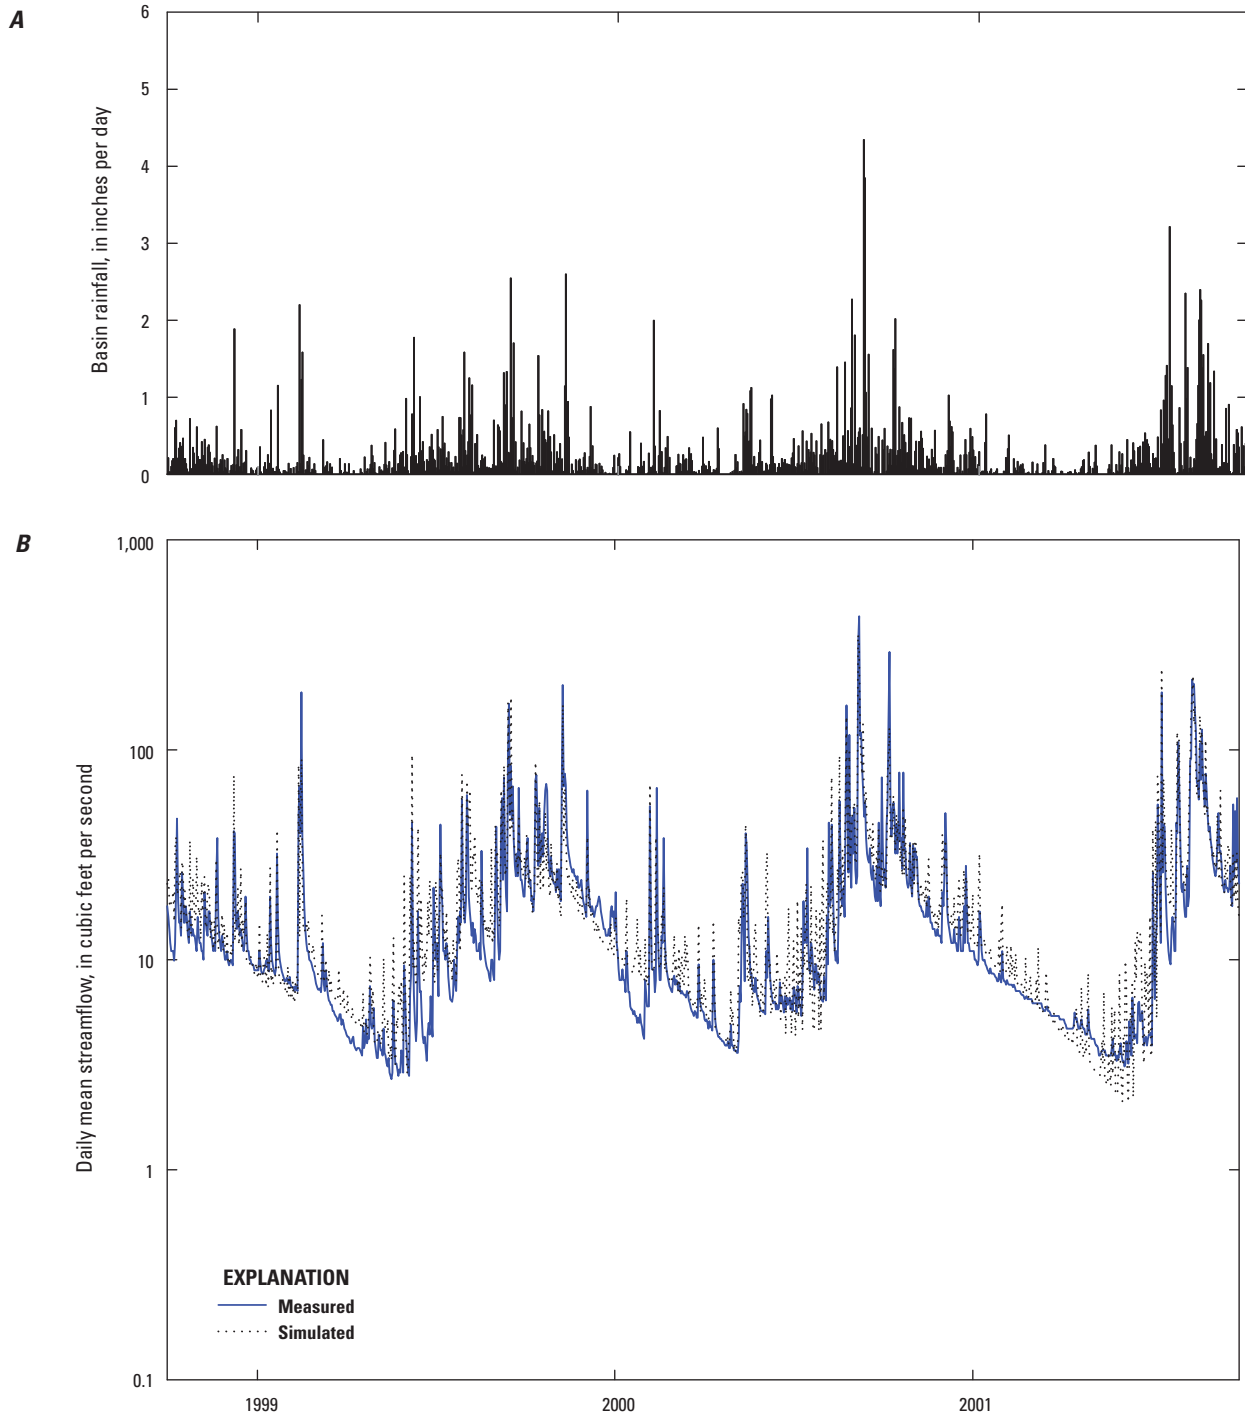 A
Basin rainfall, in inches per day
6
5
4
3
2
1
0
B
Daily mean streamflow, in cubic feet per second
1,000
100
10
1
0.1
EXPLANATION
Measured
Simulated
1999
2000
2001